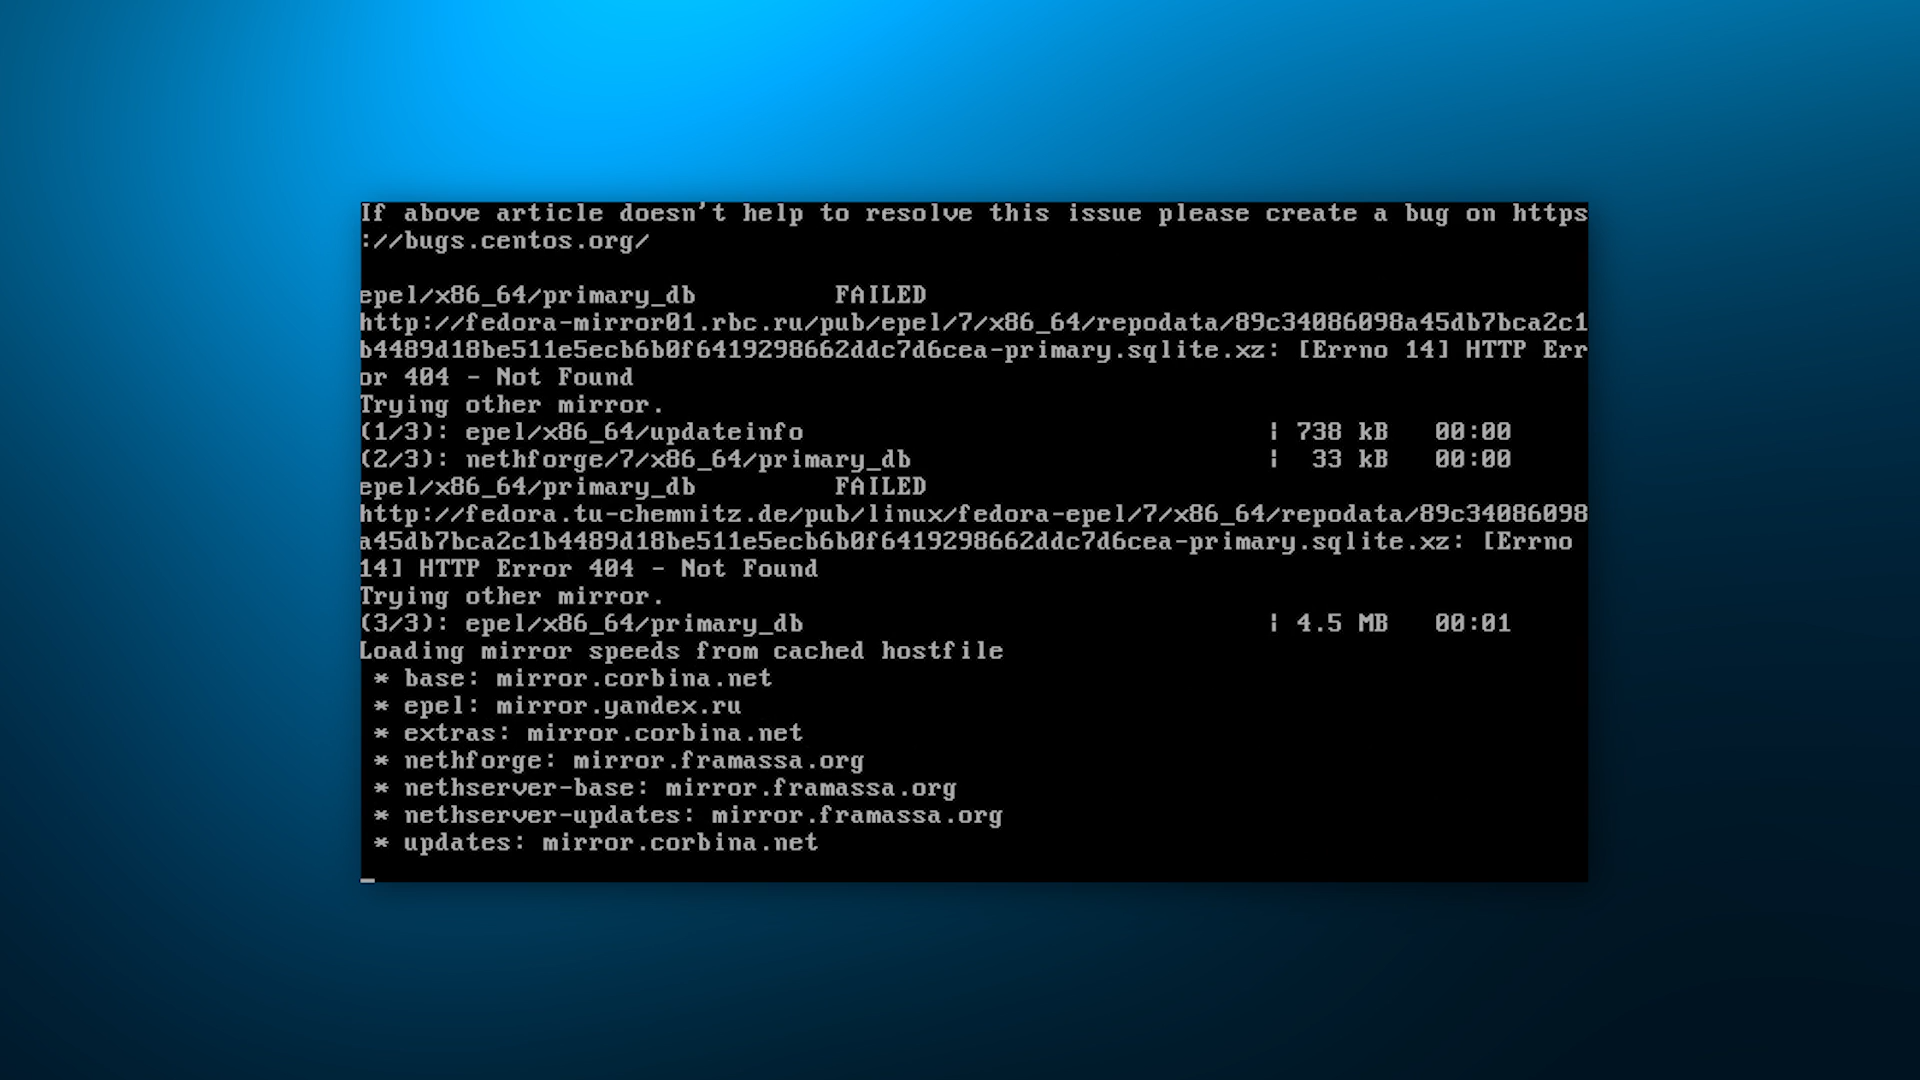 If above article doesn't help to resolve this issue please create a bug on https
://bugs.centos.org/
epel/x86_64/primary_db FAILED
http://fedora-mirror01.rbc.ru/pub/epel/7/x86_64/repodata/89c34086098a45db7bca2c1
b4489d18be511e5ecb6b0f6419298662ddc7d6cea-primary.sqlite.xz: [Errno 14] HTTP Err
or 404 - Not Found
Trying other mirror.
(1/3): epel/x86_64/updateinfo | 738 kB 00:00
(2/3): nethforge/7/x86_64/primary_db | 33 kB 00:00
epel/x86_64/primary_db FAILED
http://fedora.tu-chemnitz.de/pub/linux/fedora-epel/7/x86_64/repodata/89c34086098
a45db7bca2c1b4489d18be511e5ecb6b0f6419298662ddc7d6cea-primary.sqlite.xz: [Errno
14] HTTP Error 404 - Not Found
Trying other mirror.
(3/3): epel/x86_64/primary_db | 4.5 MB 00:01
Loading mirror speeds from cached hostfile
* base: mirror.corbina.net
* epel: mirror.yandex.ru
* extras: mirror.corbina.net
* nethforge: mirror.framassa.org
* nethserver-base: mirror.framassa.org
* nethserver-updates: mirror.framassa.org
* updates: mirror.corbina.net
_